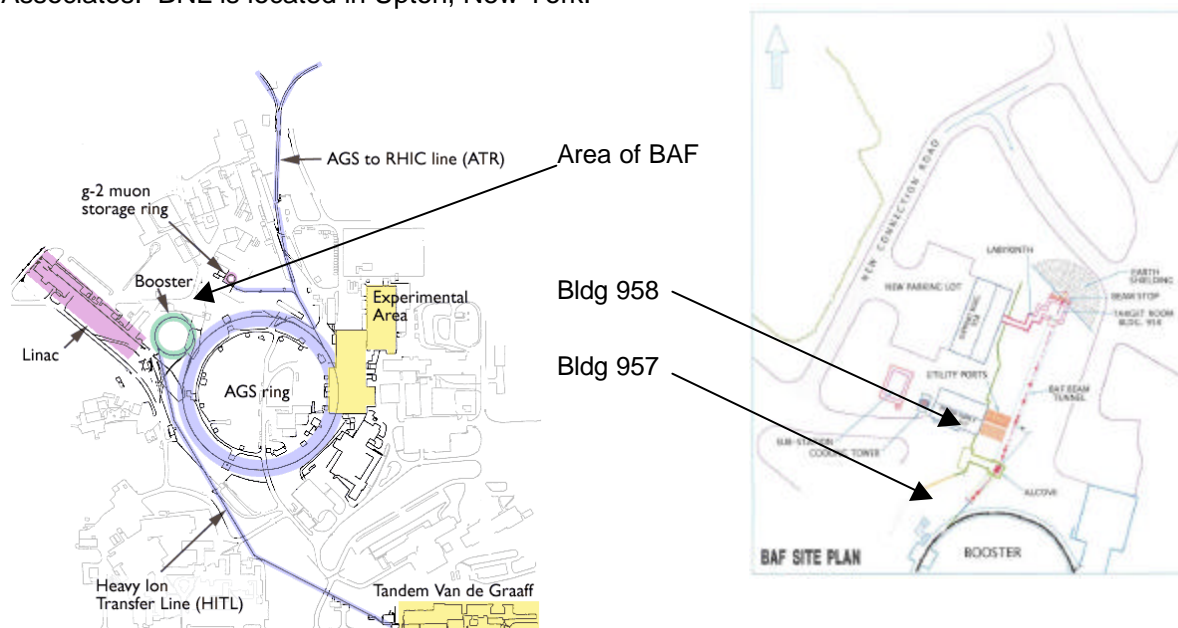 Associates. BNL is located in Upton, New York.
AGS to RHIC line (ATR)
g-2 muon
storage ring
Booster
Linac
AGS ring
Experimental
Area
Heavy Ion
Transfer Line (HITL)
Tandem Van de Graaff
Area of BAF
Bldg 958
Bldg 957
NEW CONNECTION ROAD
LABYRINTH
NEW PARKING LOT
EARTH
SHIELDING
BEAM STOP
TARGET ROOM
BLDG. 958
UTILITY PORTS
BAF BEAM
TUNNEL
SUB-STATION
COOLING TOWER
ALCOVE
BOOSTER
BAF SITE PLAN